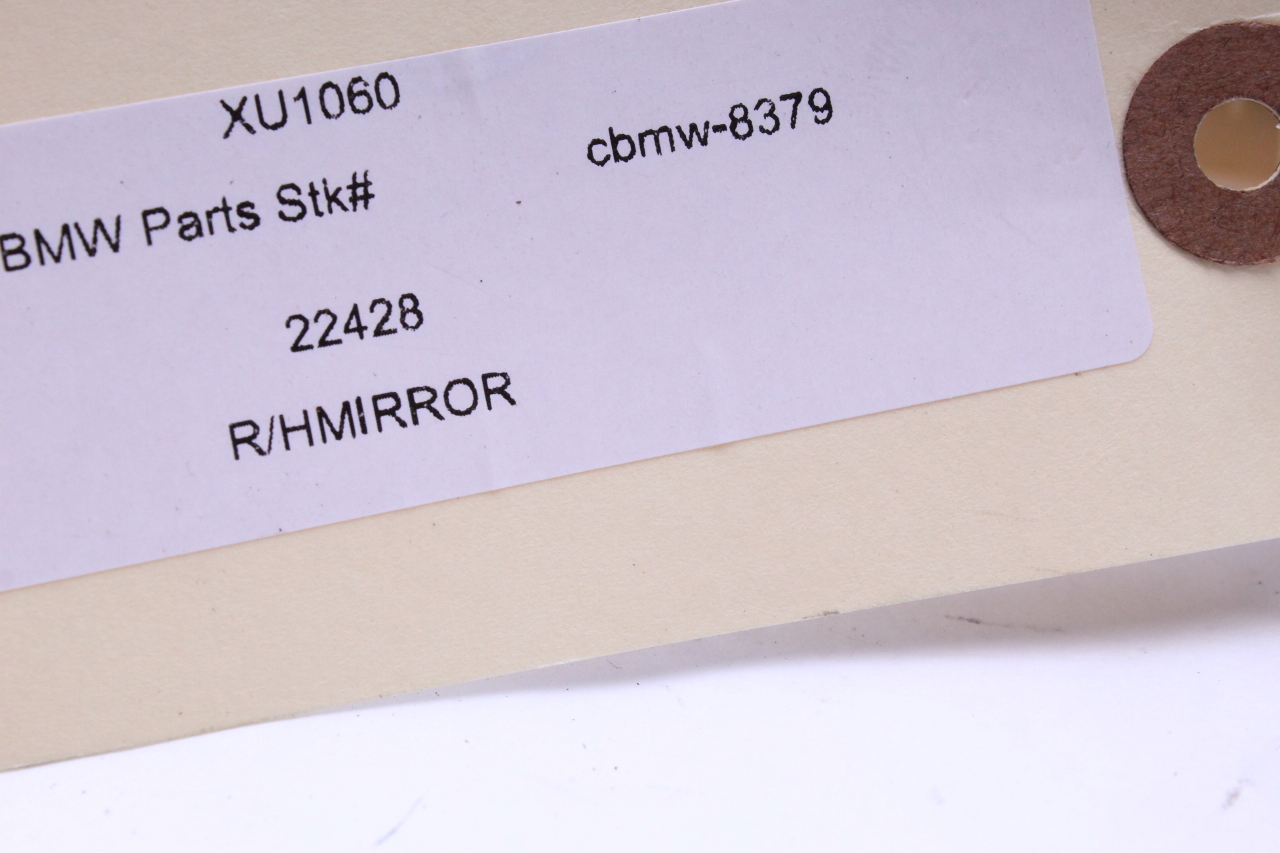 XU1060
cbmw-8379
BMW Parts Stk#
22428
R/HMIRROR